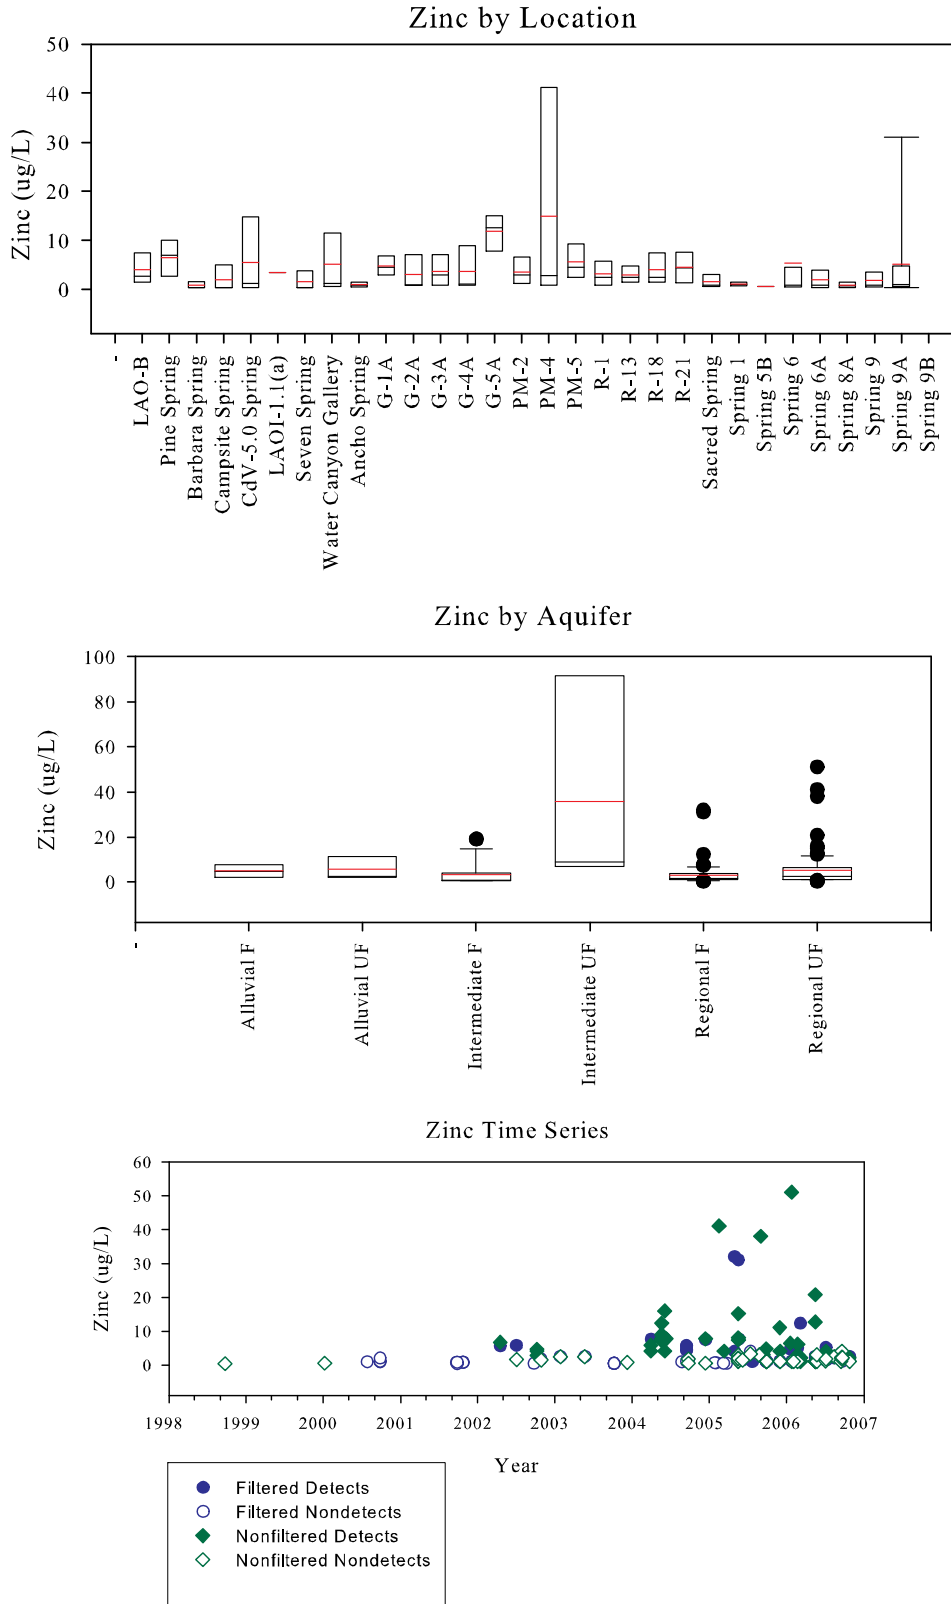 Zinc by Location
50
40
30
20
10
0
Zinc (ug/L)
-
LAO-B
Pine Spring
Barbara Spring
Campsite Spring
CdV-5.0 Spring
LAOI-1.1(a)
Seven Spring
Water Canyon Gallery
Ancho Spring
G-1A
G-2A
G-3A
G-4A
G-5A
PM-2
PM-4
PM-5
R-1
R-13
R-18
R-21
Sacred Spring
Spring 1
Spring 5B
Spring 6
Spring 6A
Spring 8A
Spring 9
Spring 9A
Spring 9B
Zinc by Aquifer
100
80
60
40
20
0
Zinc (ug/L)
-
Alluvial F
Alluvial UF
Intermediate F
Intermediate UF
Regional F
Regional UF
Zinc Time Series
60
50
40
30
20
10
0
Zinc (ug/L)
1998 1999 2000 2001 2002 2003 2004 2005 2006 2007
Year
Filtered Detects
Filtered Nondetects
Nonfiltered Detects
Nonfiltered Nondetects